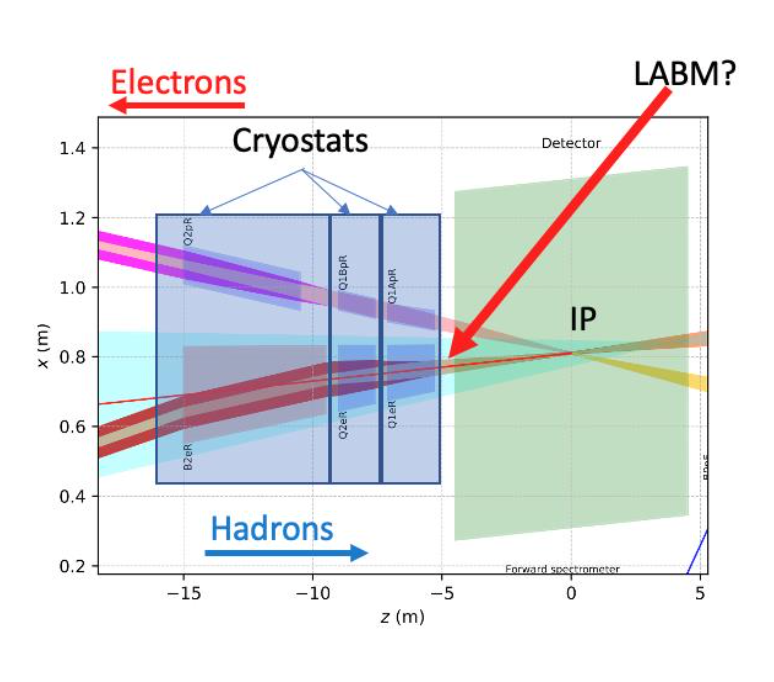 Electrons
LABM?
Cryostats
Detector
Q2pR
Q1BpR
Q1ApR
IP
B2eR
Q2eR
Q1eR
Hadrons
Forward spectrometer
1.4
1.2
1.0
0.8
0.6
0.4
0.2
x (m)
−15
−10
−5
0
5
z (m)